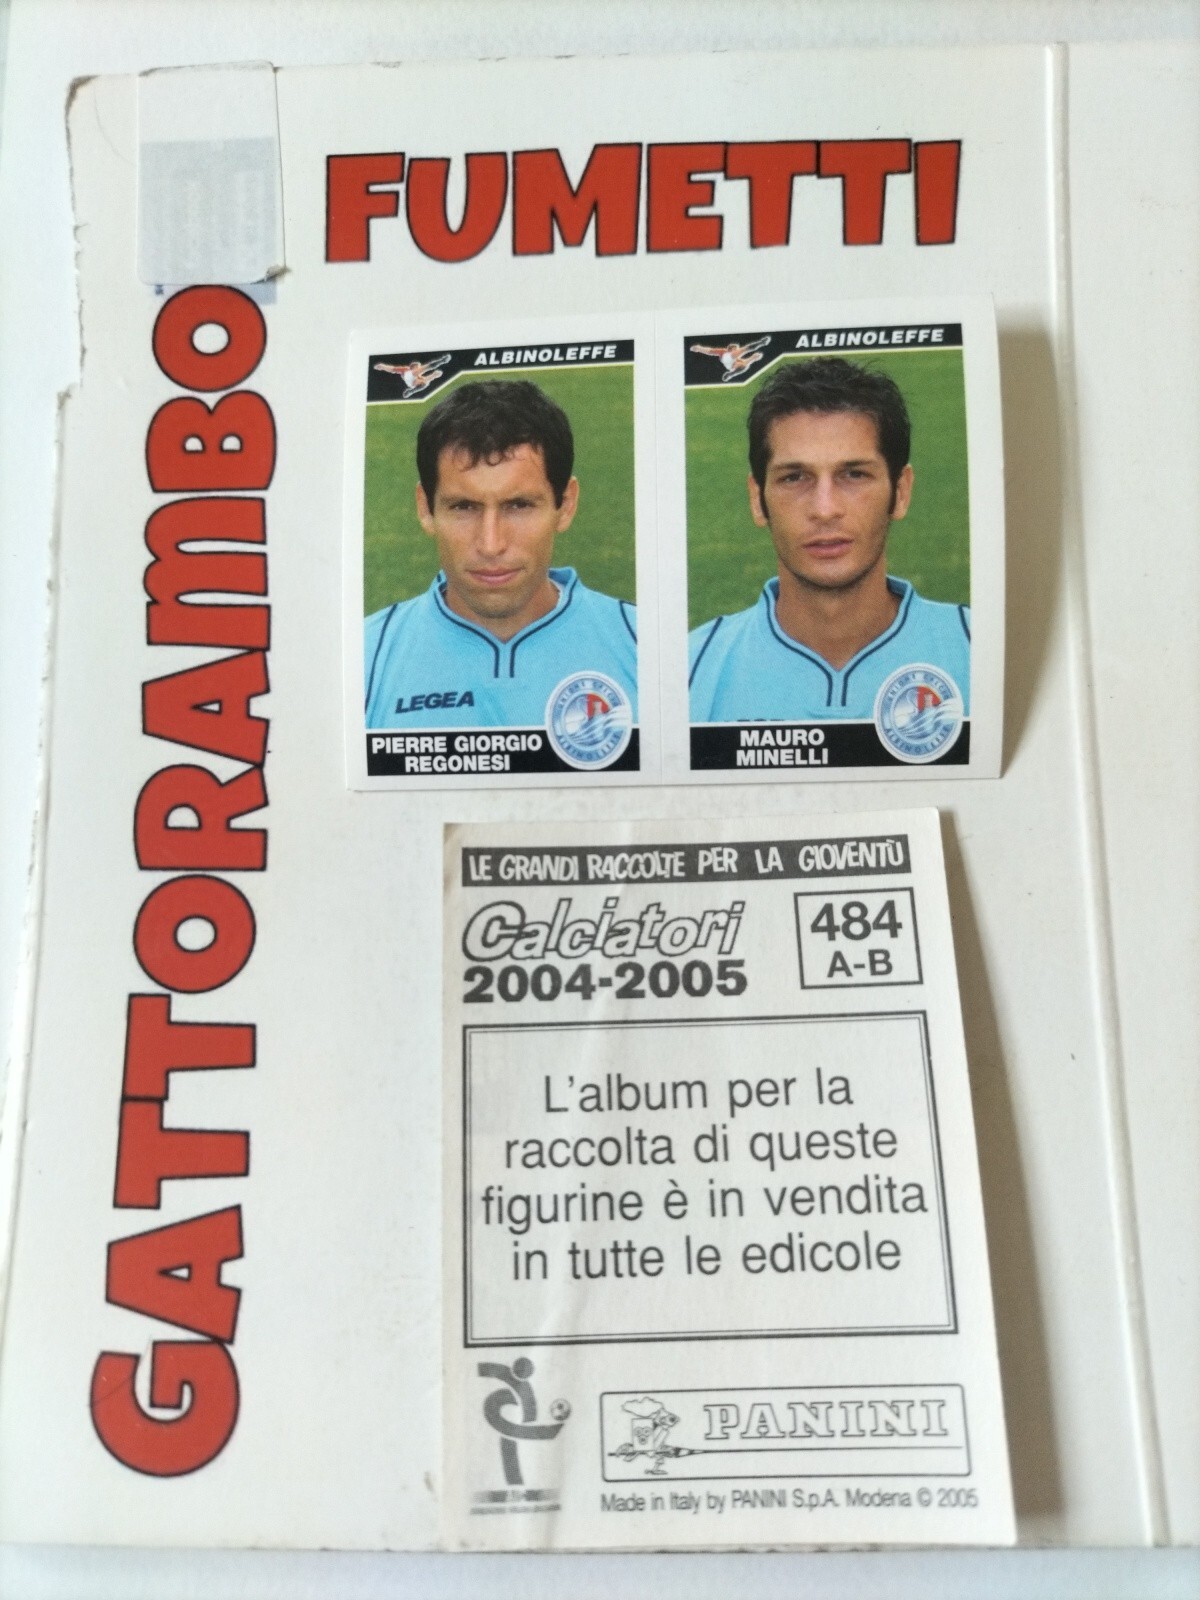 FUMETTI
GATTORAMBO
ALBINOLEFFE
LEGEA
PIERRE GIORGIO
REGONESI
ALBINOLEFFE
MAURO
MINELLI
LE GRANDI RACCOLTE PER LA GIOVENTÙ
Calciatori
2004-2005
484
A-B
L'album per la
raccolta di queste
figurine è in vendita
in tutte le edicole
PANINI
Made in Italy by PANINI S.p.A. Modena © 2005